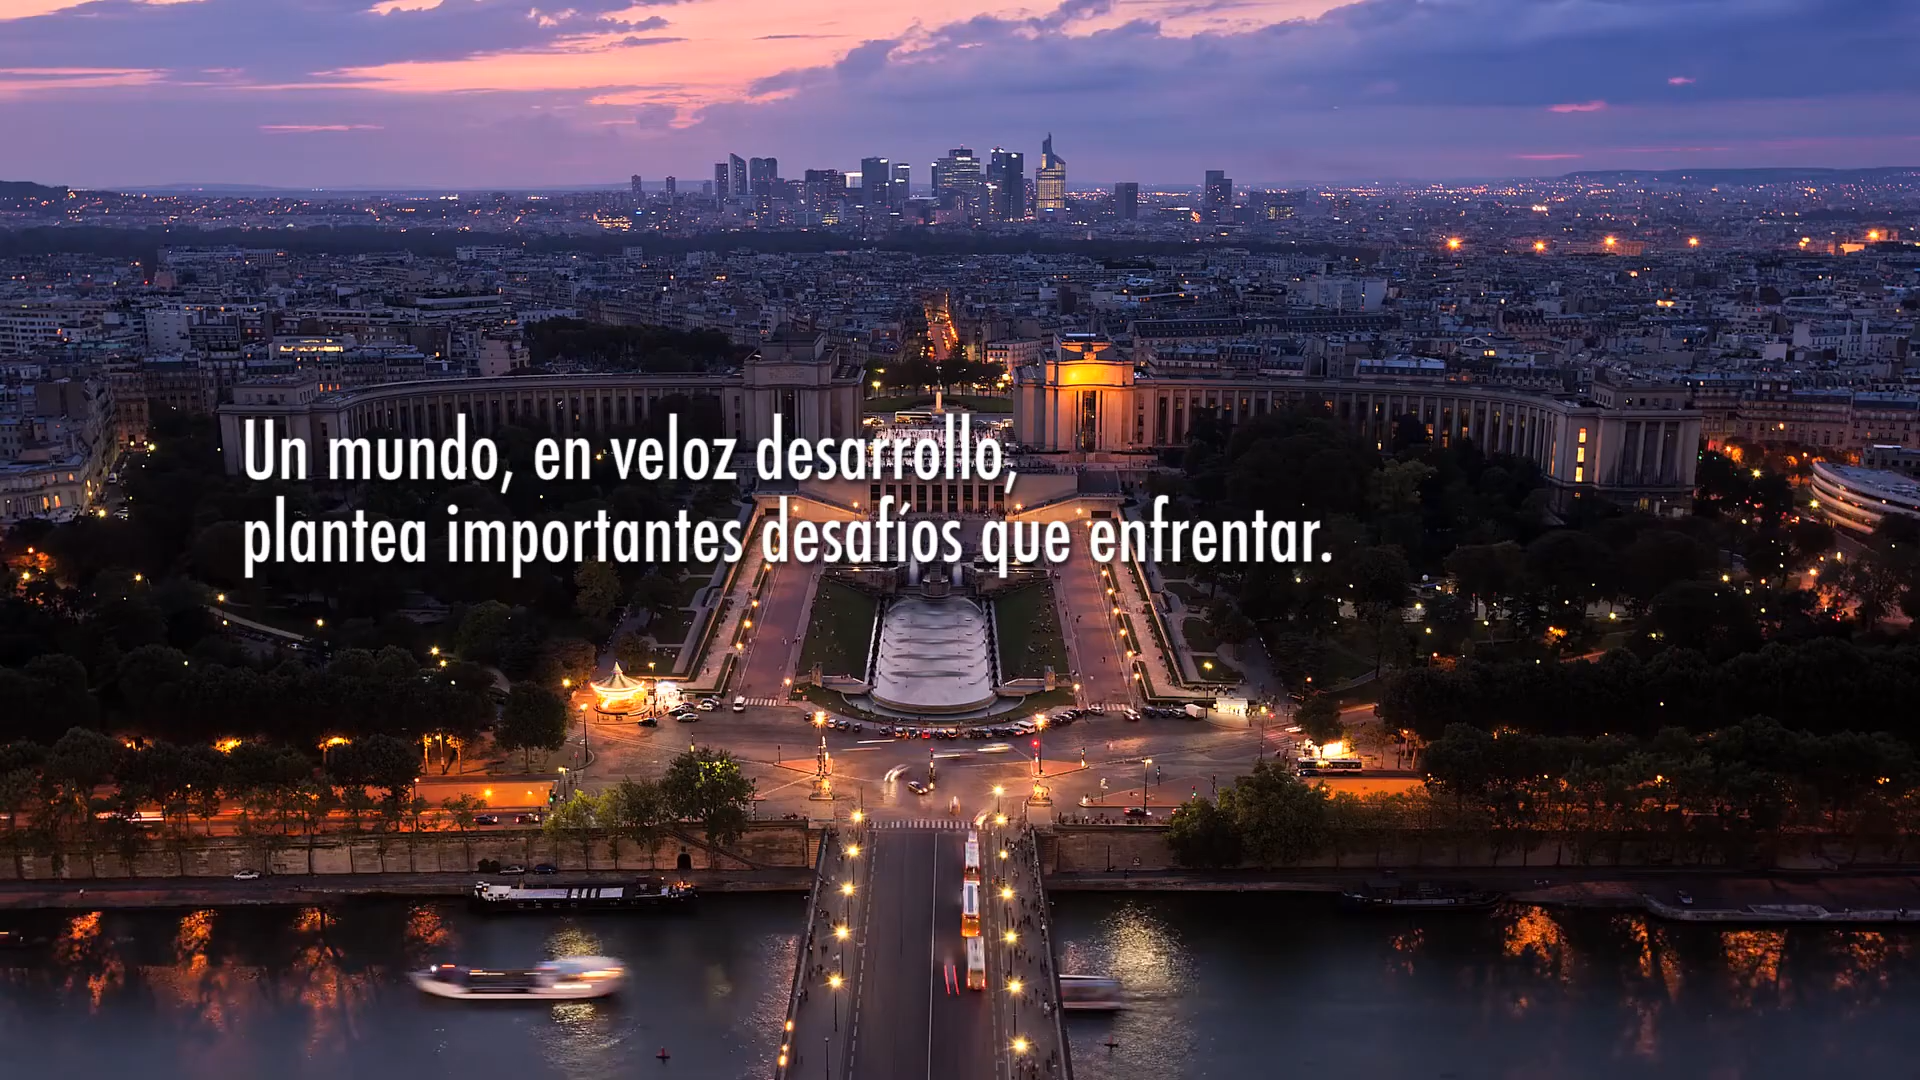 Un mundo, en veloz desarrollo,
plantea importantes desafíos que enfrentar.